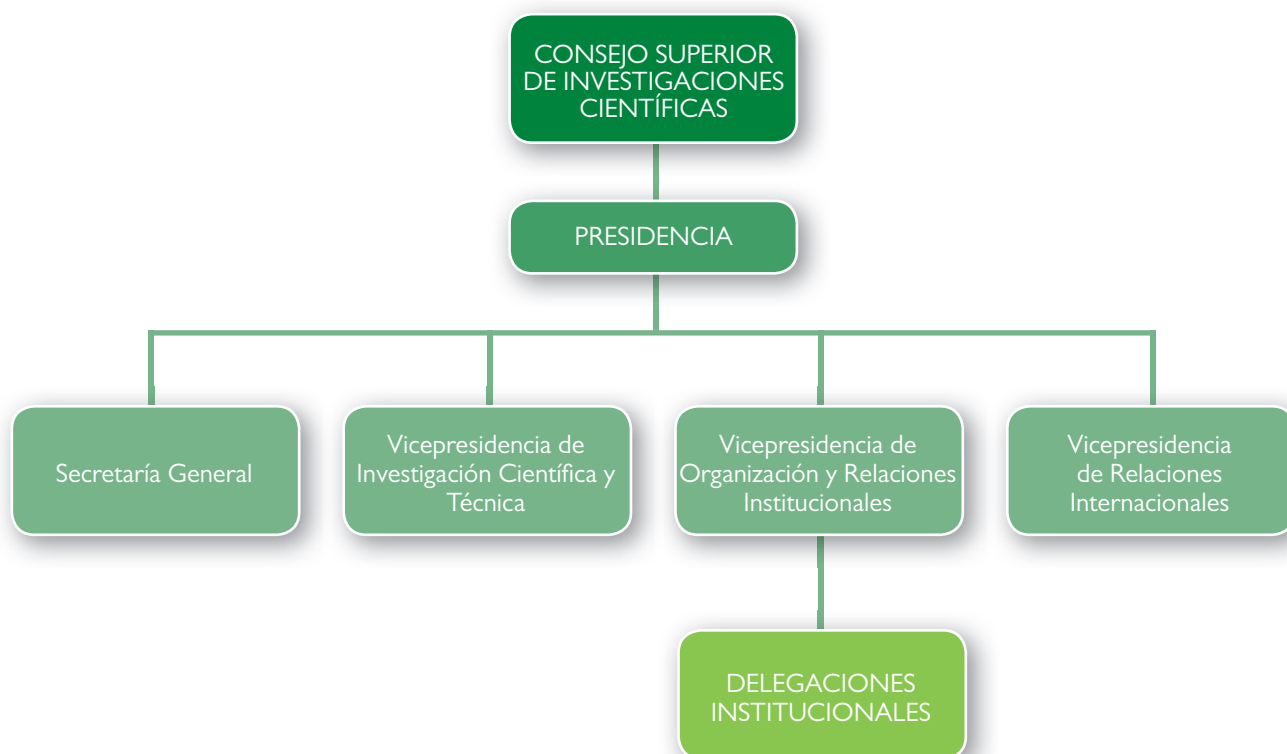 CONSEJO SUPERIOR
DE INVESTIGACIONES
CIENTÍFICAS
PRESIDENCIA
Secretaría General
Vicepresidencia de
Investigación Científica y
Técnica
Vicepresidencia de
Organización y Relaciones
Institucionales
Vicepresidencia
de Relaciones
Internacionales
DELEGACIONES
INSTITUCIONALES